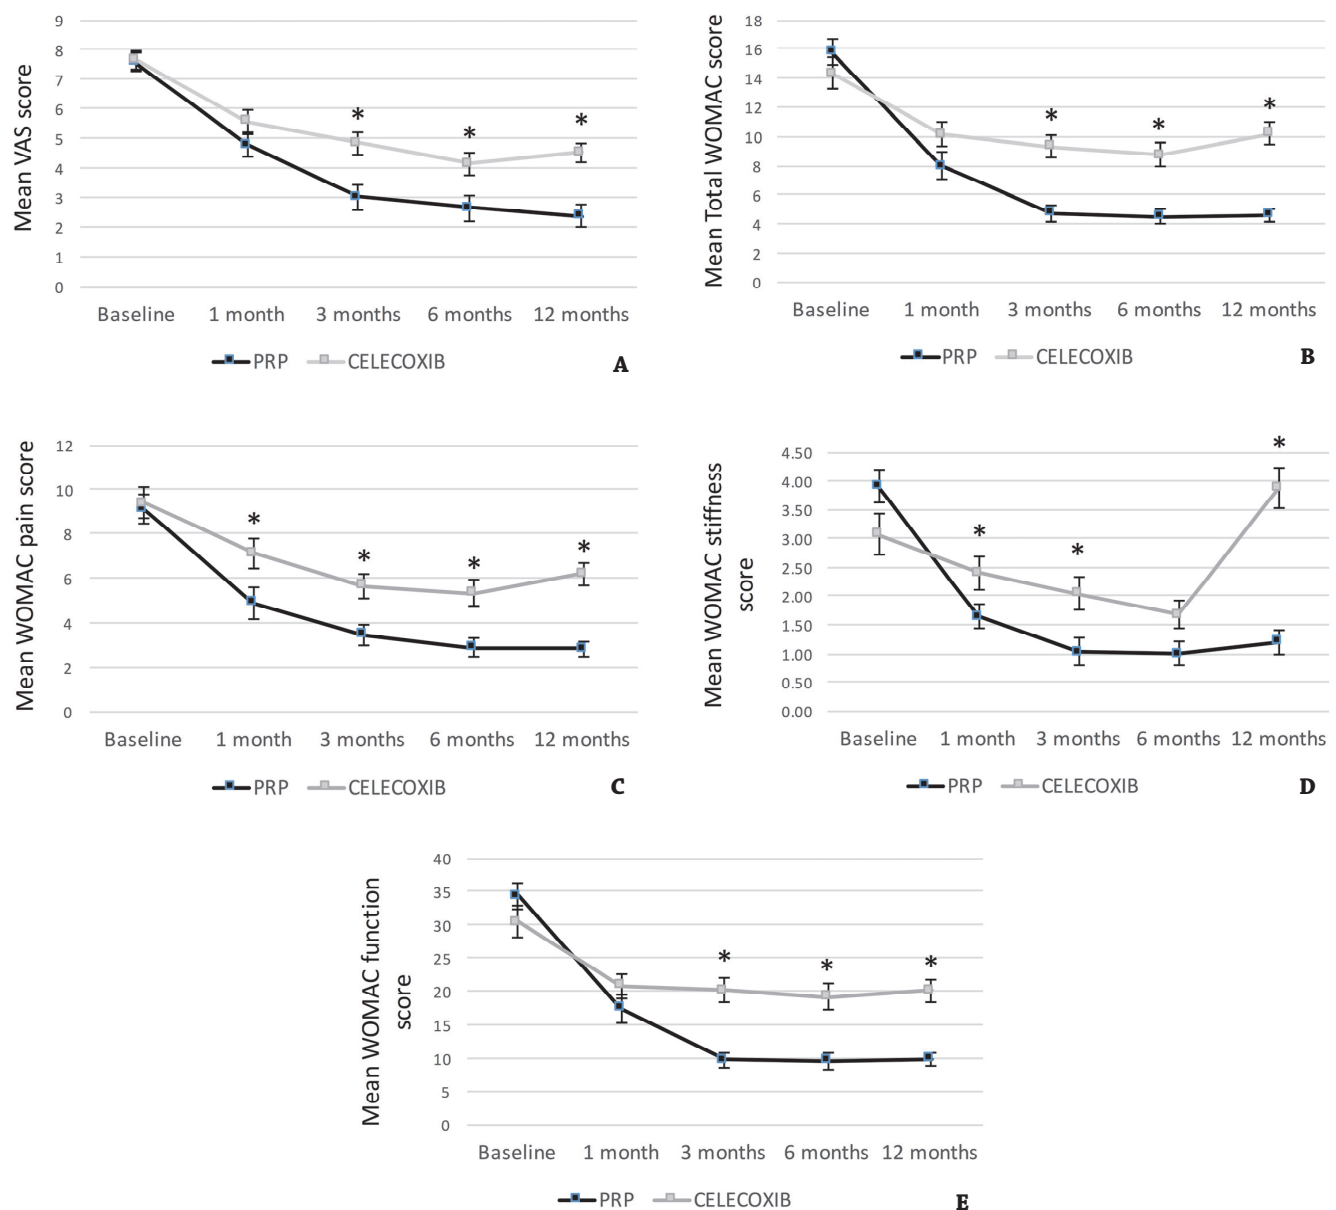 Mean VAS score
9
8
7
6
5
4
3
2
1
0
*
*
*
Baseline 1 month 3 months 6 months 12 months
PRP CELECOXIB
A
Mean Total WOMAC score
18
16
14
12
10
8
6
4
2
0
*
*
*
Baseline 1 month 3 months 6 months 12 months
PRP CELECOXIB
B
Mean WOMAC pain score
12
10
8
6
4
2
0
*
*
*
*
Baseline 1 month 3 months 6 months 12 months
PRP CELECOXIB
C
Mean WOMAC stiffness
score
4.50
4.00
3.50
3.00
2.50
2.00
1.50
1.00
0.50
0.00
*
*
*
Baseline 1 month 3 months 6 months 12 months
PRP CELECOXIB
D
Mean WOMAC function
score
40
35
30
25
20
15
10
5
0
*
*
*
Baseline 1 month 3 months 6 months 12 months
PRP CELECOXIB
E